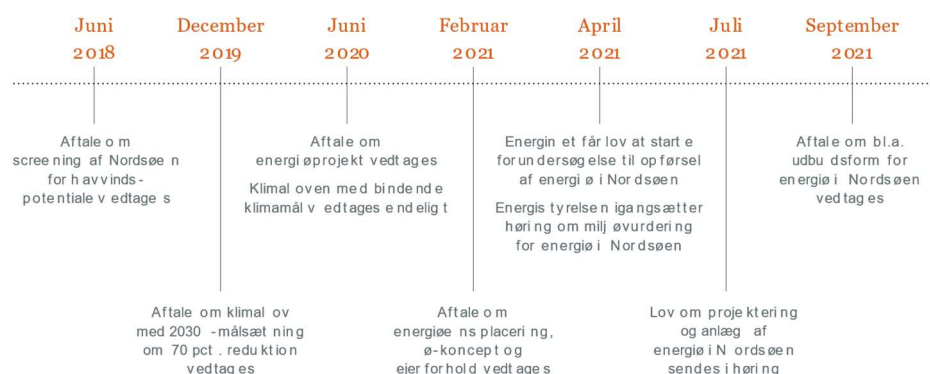 Juni
2018
December
2019
Juni
2020
Februar
2021
April
2021
Juli
2021
September
2021
Aftale om
screening af Nordsøen
for havvinds-
potentiale vedtages
Aftale om
energiøprojekt vedtages
Klimaloven med bindende
klimamål vedtages endeligt
Energinet får lov at starte
forundersøgelse til opførsel
af energiø i Nordsøen
Energistyrelsen igangsætter
høring om miljøvurdering
for energiø i Nordsøen
Aftale om bl.a.
udbudsform for
energiø i Nordsøen
vedtages
Aftale om klimalov
med 2030-målsætning
om 70 pct. reduktion
vedtages
Aftale om
energiøens placering,
ø-koncept og
ejerforhold vedtages
Lov om projektering
og anlæg af
energiø i Nordsøen
sendes i høring